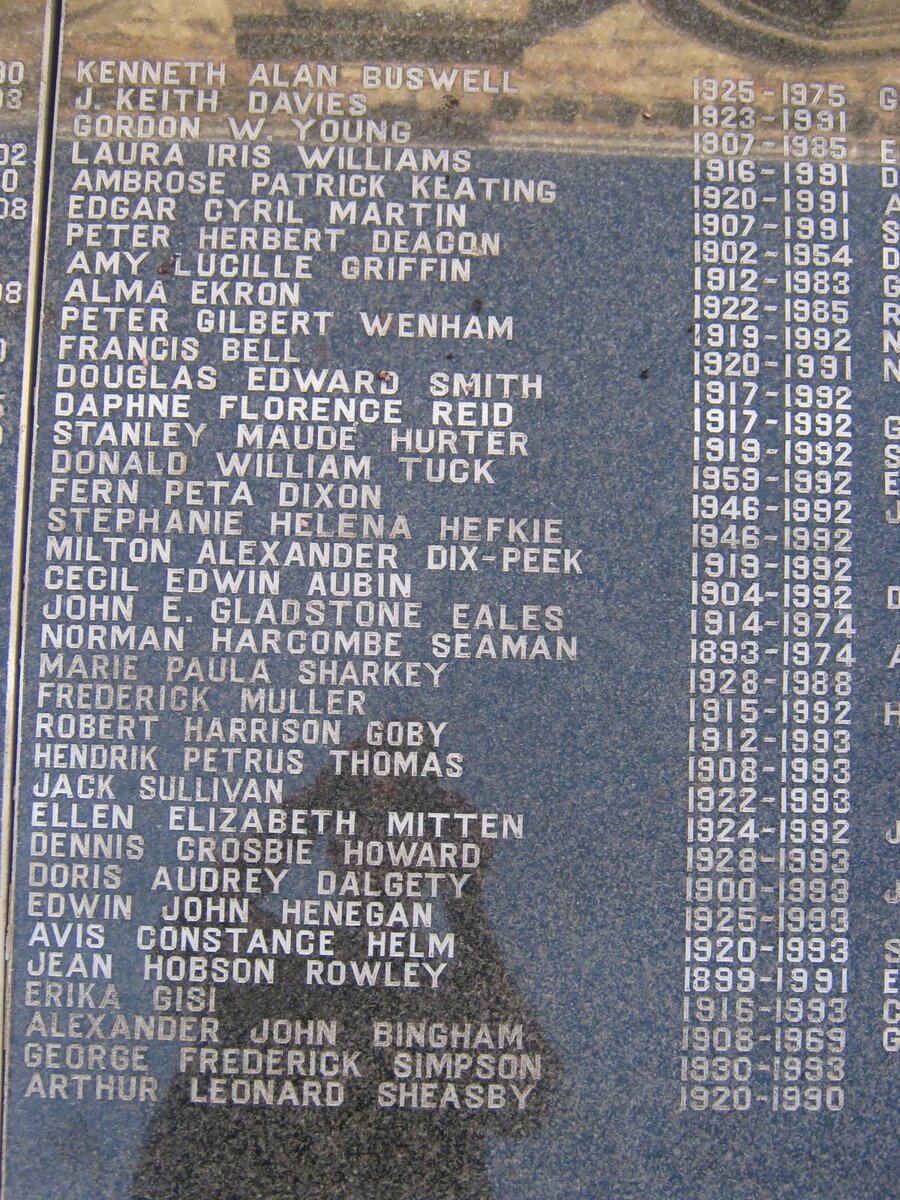 KENNETH ALAN BUSWELL 1925-1975
J. KEITH DAVIES 1923-1991
GORDON W. YOUNG 1907-1985
LAURA IRIS WILLIAMS 1916-1991
AMBROSE PATRICK KEATING 1920-1991
EDGAR CYRIL MARTIN 1907-1991
PETER HERBERT DEACON 1902-1954
AMY LUCILLE GRIFFIN 1912-1983
ALMA EKRON 1922-1985
PETER GILBERT WENHAM 1919-1992
FRANCIS BELL 1920-1991
DOUGLAS EDWARD SMITH 1917-1992
DAPHNE FLORENCE REID 1917-1992
STANLEY MAUDE HURTER 1919-1992
DONALD WILLIAM TUCK 1959-1992
FERN PETA DIXON 1946-1992
STEPHANIE HELENA HEFKIE 1946-1992
MILTON ALEXANDER DIX-PEEK 1919-1992
CECIL EDWIN AUBIN 1904-1992
JOHN E. GLADSTONE EALES 1914-1974
NORMAN HARCOMBE SEAMAN 1893-1974
MARIE PAULA SHARKEY 1928-1988
FREDERICK MULLER 1915-1992
ROBERT HARRISON GOBY 1912-1993
HENDRIK PETRUS THOMAS 1908-1993
JACK SULLIVAN 1922-1993
ELLEN ELIZABETH MITTEN 1924-1992
DENNIS CROSBIE HOWARD 1928-1993
DORIS AUDREY DALGETY 1900-1993
EDWIN JOHN HENEGAN 1925-1993
AVIS CONSTANCE HELM 1920-1993
JEAN HOBSON ROWLEY 1899-1991
ERIKA GISI 1916-1993
ALEXANDER JOHN BINGHAM 1908-1969
GEORGE FREDERICK SIMPSON 1930-1993
ARTHUR LEONARD SHEASBY 1920-1990